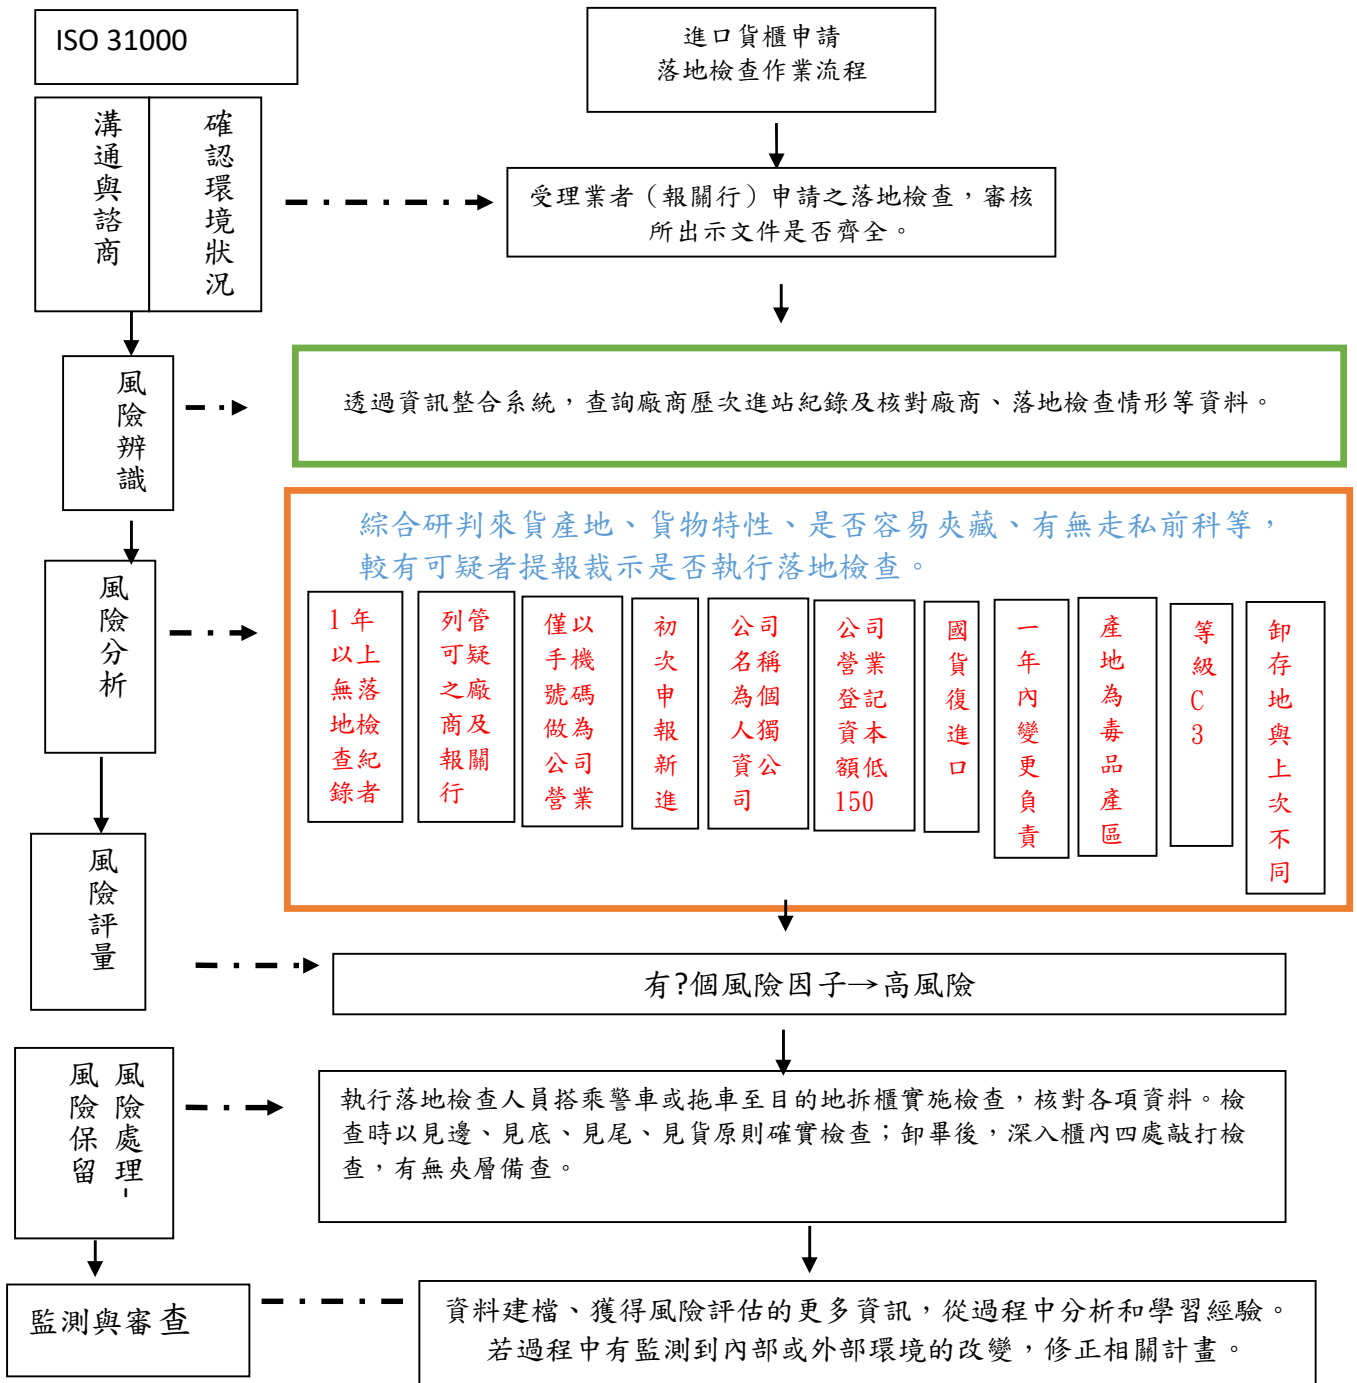 ISO 31000
進口貨櫃申請
落地檢查作業流程
溝通與諮商
確認環境狀況
受理業者（報關行）申請之落地檢查，審核
所出示文件是否齊全。
風險辨識
透過資訊整合系統，查詢廠商歷次進站紀錄及核對廠商、落地檢查情形等資料。
風險分析
綜合研判來貨產地、貨物特性、是否容易夾藏、有無走私前科等，
較有可疑者提報裁示是否執行落地檢查。
1 年
以上
無落
地檢
查紀
錄者
列管
可疑
之廠
商及
報關
行
僅以
手機
號碼
做為
公司
營業
初次申報新進
公司
名稱
為個
人獨
資公
司
公司
營業
登記
資本
額低
150
國貨復進口
一年內變更負責
產地為毒品產區
等級C3
卸存地與上次不同
風險評量
有?個風險因子→高風險
風險處理-
風險保留
執行落地檢查人員搭乘警車或拖車至目的地拆櫃實施檢查，核對各項資料。檢
查時以見邊、見底、見尾、見貨原則確實檢查；卸畢後，深入櫃內四處敲打檢
查，有無夾層備查。
監測與審查
資料建檔、獲得風險評估的更多資訊，從過程中分析和學習經驗。
若過程中有監測到內部或外部環境的改變，修正相關計畫。